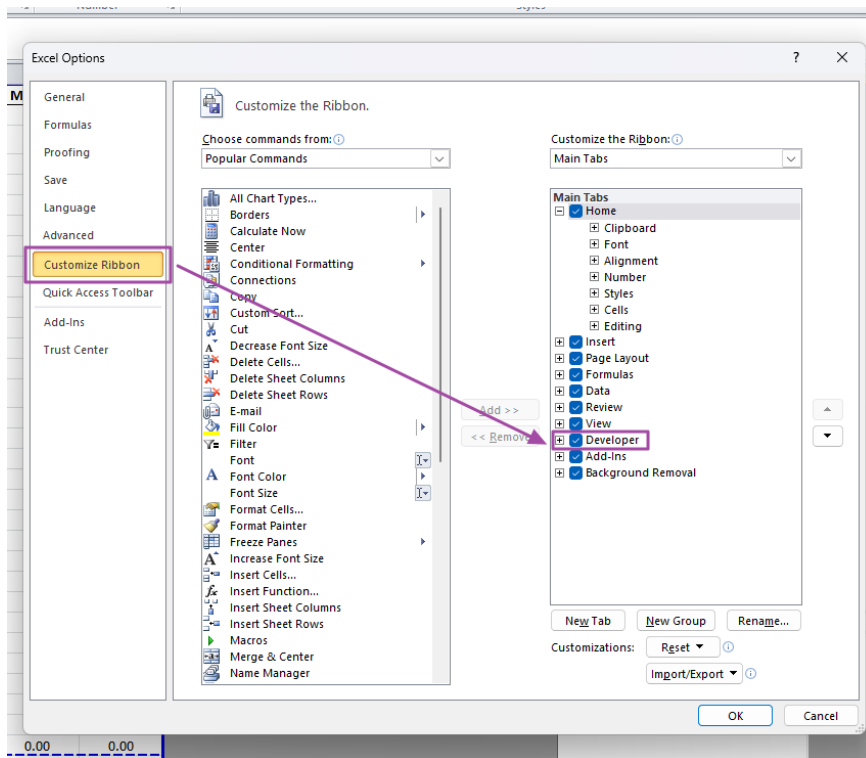 Number
Styles
Excel Options
?
M
General
Formulas
Proofing
Save
Language
Advanced
Customize Ribbon
Quick Access Toolbar
Add-Ins
Trust Center
Customize the Ribbon.
Choose commands from:
Popular Commands
All Chart Types...
Borders
Calculate Now
Center
Conditional Formatting
Connections
Copy
Custom Sort...
Cut
Decrease Font Size
Delete Cells...
Delete Sheet Columns
Delete Sheet Rows
E-mail
Fill Color
Filter
Font
Font Color
Font Size
Format Cells...
Format Painter
Freeze Panes
Increase Font Size
Insert Cells...
Insert Function...
Insert Sheet Columns
Insert Sheet Rows
Macros
Merge & Center
Name Manager
Add >>
<< Remove
Customize the Ribbon:
Main Tabs
Main Tabs
Home
Clipboard
Font
Alignment
Number
Styles
Cells
Editing
Insert
Page Layout
Formulas
Data
Review
View
Developer
Add-Ins
Background Removal
New Tab New Group Rename...
Customizations: Reset
Import/Export
OK Cancel
0.00 0.00